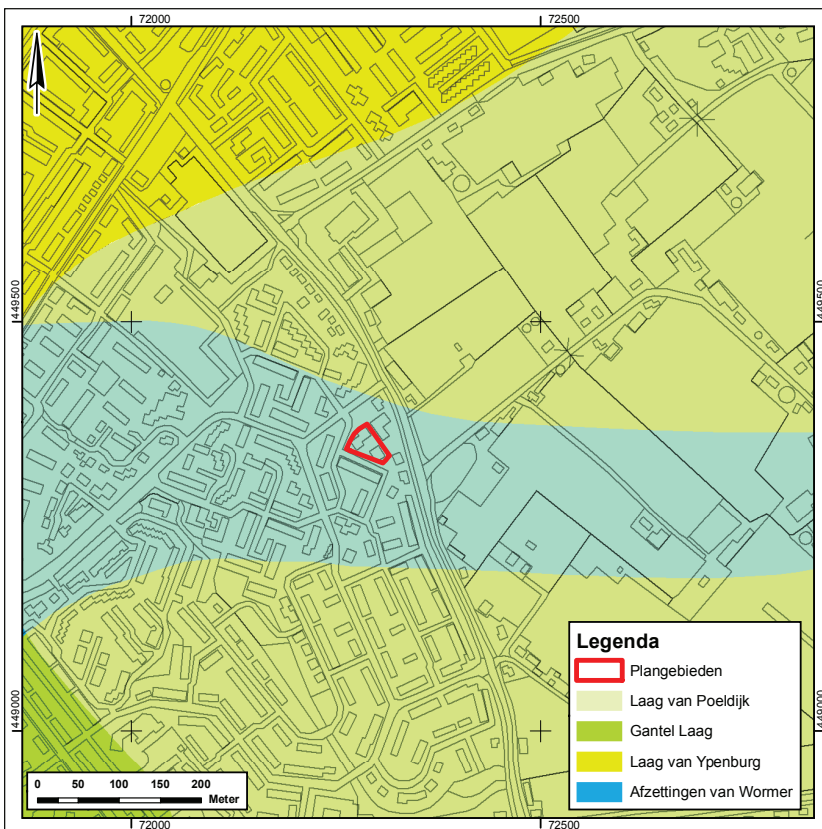 72000
72500
449500
449500
449000
449000
Legenda
Plangebieden
Laag van Poeldijk
Gantel Laag
Laag van Ypenburg
Afzettingen van Wormer
0 50 100 150 200
Meter
72000
72500